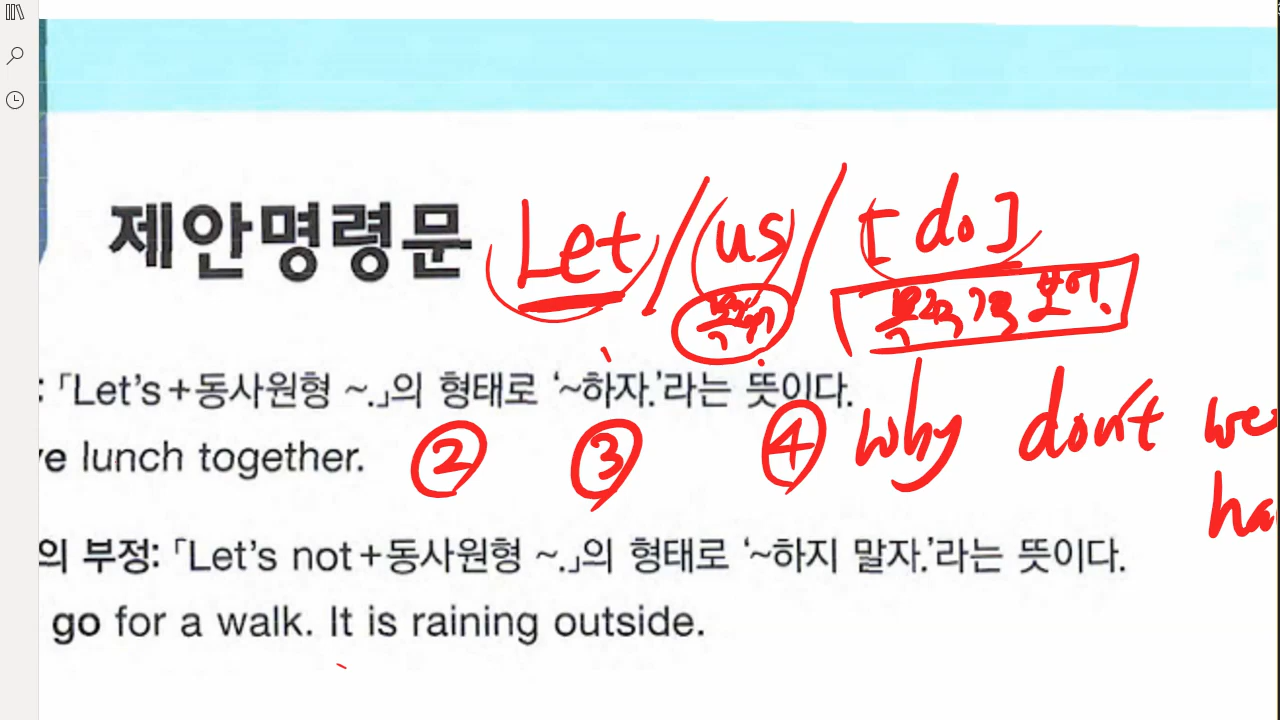 제안명령문 Let / us / [do]
목적어 목적격 보어.
: 「Let's+동사원형 ~.」의 형태로 '~하자.'라는 뜻이다.
e lunch together. ② ③ ④ why don't we
ha
의 부정: 「Let's not+동사원형 ~.」의 형태로 '~하지 말자.'라는 뜻이다.
go for a walk. It is raining outside.